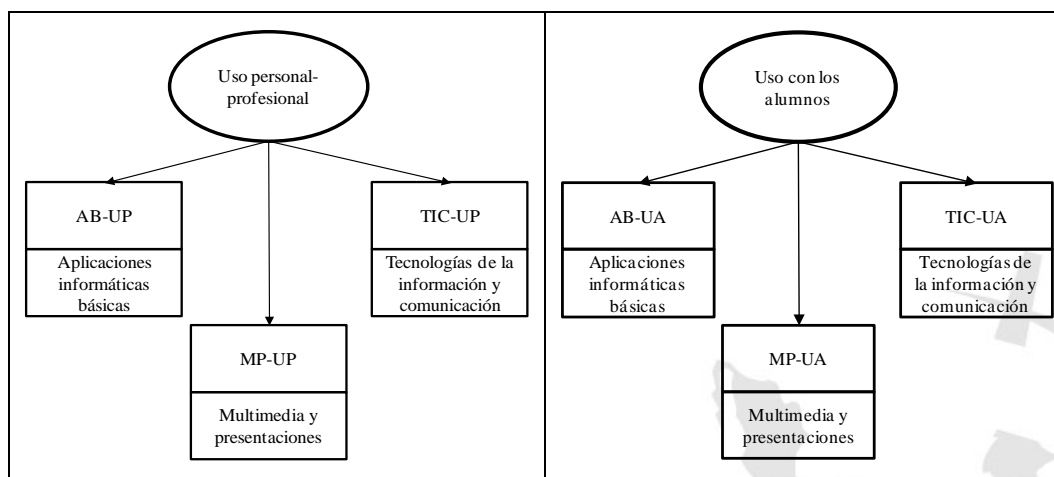 Uso personal-
profesional
AB-UP
Aplicaciones
informáticas
básicas
TIC-UP
Tecnologías de la
información y
comunicación
MP-UP
Multimedia y
presentaciones
Uso con los
alumnos
AB-UA
Aplicaciones
informáticas
básicas
TIC-UA
Tecnologías de
la información y
comunicación
MP-UA
Multimedia y
presentaciones